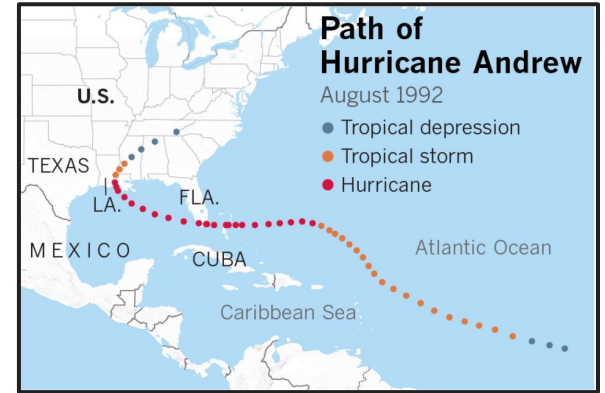 Path of
Hurricane Andrew
August 1992
Tropical depression
Tropical storm
Hurricane
U.S.
TEXAS
LA.
FLA.
MEXICO
CUBA
Atlantic Ocean
Caribbean Sea